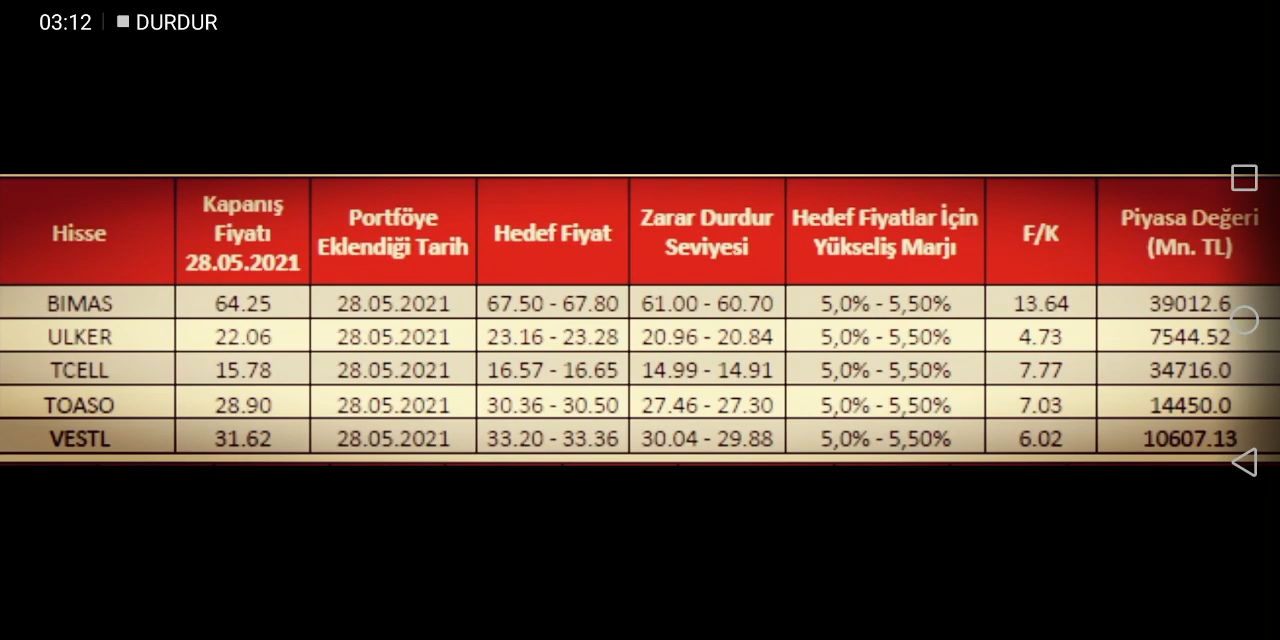 03:12 DURDUR
Hisse | Kapanış Fiyatı 28.05.2021 | Portföye Eklendiği Tarih | Hedef Fiyat | Zarar Durdur Seviyesi | Hedef Fiyatlar İçin Yükseliş Marjı | F/K | Piyasa Değeri (Mn. TL)
BIMAS | 64.25 | 28.05.2021 | 67.50 - 67.80 | 61.00 - 60.70 | 5,0% - 5,50% | 13.64 | 39012.6
ULKER | 22.06 | 28.05.2021 | 23.16 - 23.28 | 20.96 - 20.84 | 5,0% - 5,50% | 4.73 | 7544.52
TCELL | 15.78 | 28.05.2021 | 16.57 - 16.65 | 14.99 - 14.91 | 5,0% - 5,50% | 7.77 | 34716.0
TOASO | 28.90 | 28.05.2021 | 30.36 - 30.50 | 27.46 - 27.30 | 5,0% - 5,50% | 7.03 | 14450.0
VESTL | 31.62 | 28.05.2021 | 33.20 - 33.36 | 30.04 - 29.88 | 5,0% - 5,50% | 6.02 | 10607.13